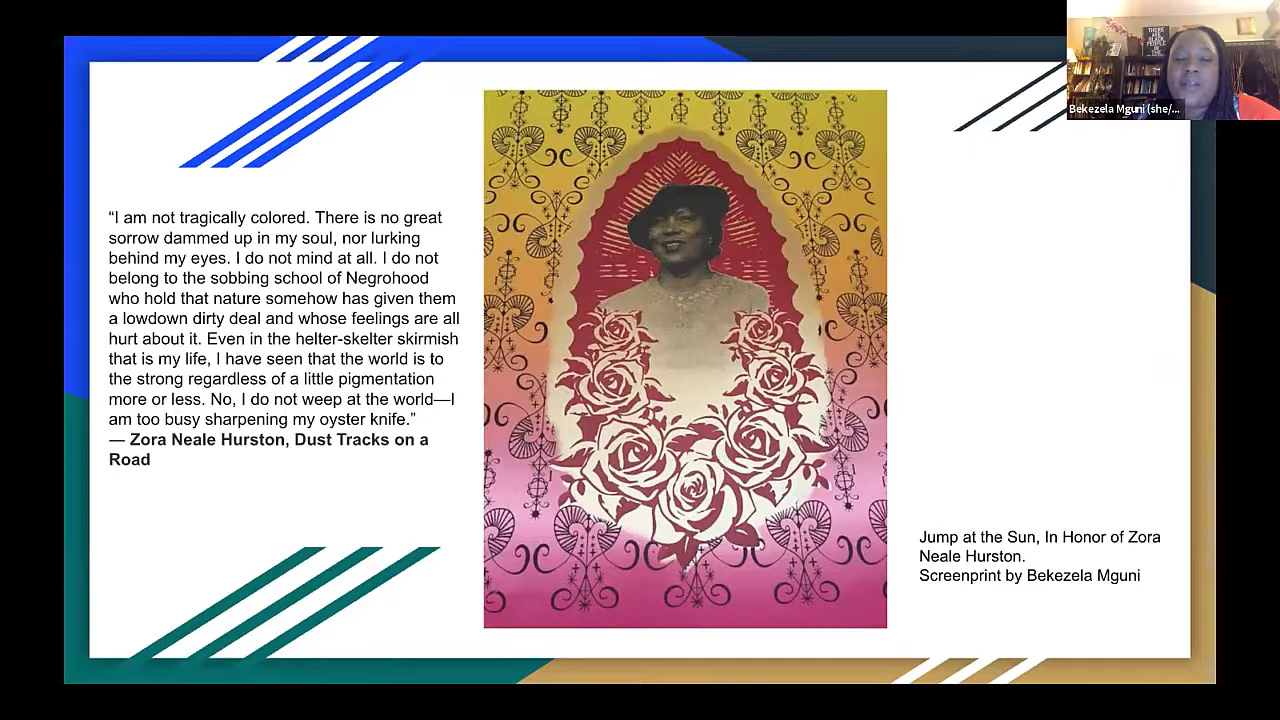 Bekezela Mguni (she/...
THERE
ARE BLACK
PEOPLE
“I am not tragically colored. There is no great
sorrow dammed up in my soul, nor lurking
behind my eyes. I do not mind at all. I do not
belong to the sobbing school of Negrohood
who hold that nature somehow has given them
a lowdown dirty deal and whose feelings are all
hurt about it. Even in the helter-skelter skirmish
that is my life, I have seen that the world is to
the strong regardless of a little pigmentation
more or less. No, I do not weep at the world—I
am too busy sharpening my oyster knife.”
— Zora Neale Hurston, Dust Tracks on a
Road
Jump at the Sun, In Honor of Zora
Neale Hurston.
Screenprint by Bekezela Mguni